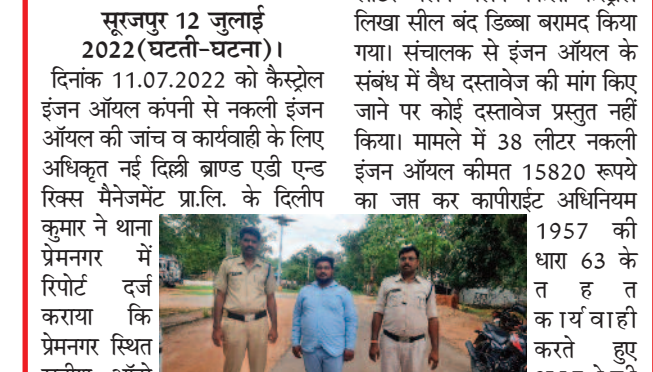 सूरजपुर 12 जुलाई
2022(घटती-घटना)।
दिनांक 11.07.2022 को कैस्ट्रोल
इंजन ऑयल कंपनी से नकली इंजन
ऑयल की जांच व कार्यवाही के लिए
अधिकृत नई दिल्ली ब्राण्ड एडी एन्ड
रिक्स मैनेजमेंट प्रा.लि. के दिलीप
कुमार ने थाना
प्रेमनगर में
रिपोर्ट दर्ज
कराया कि
प्रेमनगर स्थित
लिखा सील बंद डिब्बा बरामद किया
गया। संचालक से इंजन ऑयल के
संबंध में वैध दस्तावेज की मांग किए
जाने पर कोई दस्तावेज प्रस्तुत नहीं
किया। मामले में 38 लीटर नकली
इंजन ऑयल कीमत 15820 रूपये
का जप्त कर कापीराईट अधिनियम
1957 की
धारा 63 के
त ह त
कार्यवाही
करते हुए